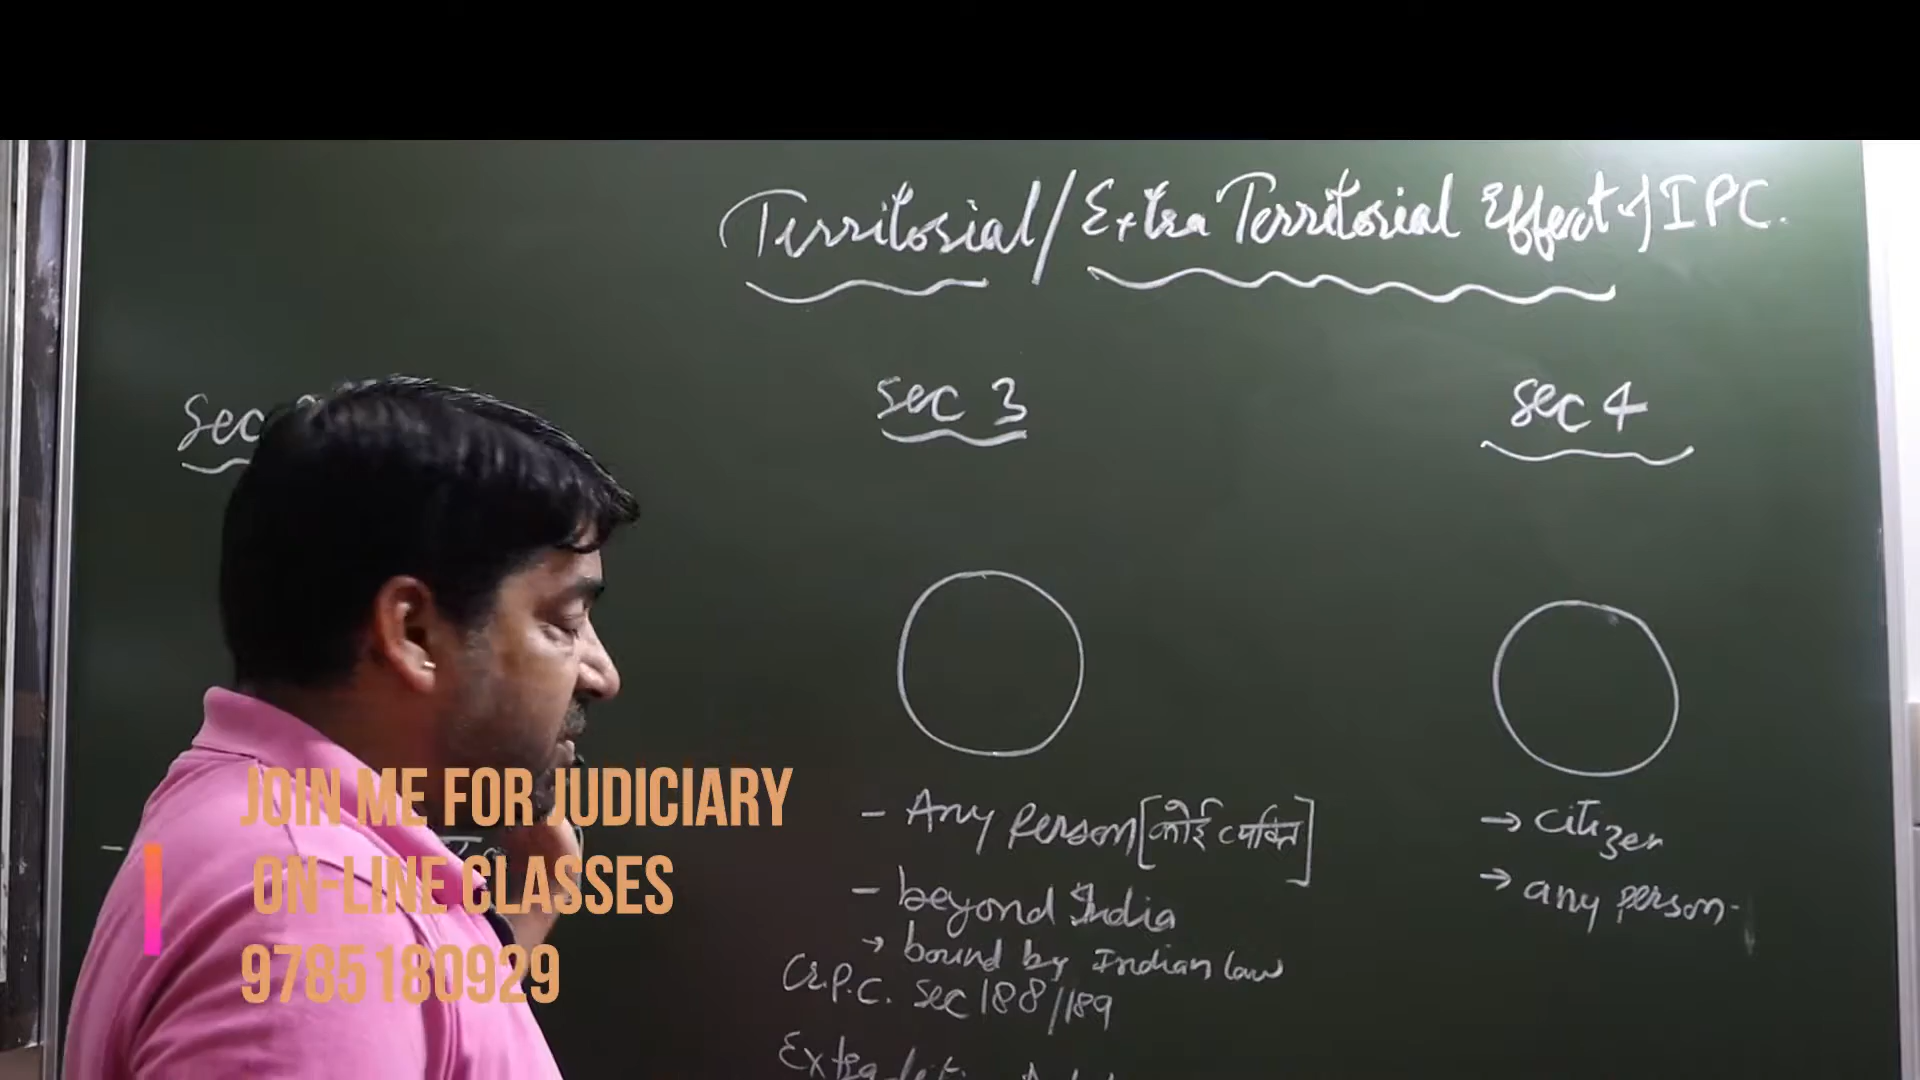 Territorial/Extra Territorial Effect of IPC.
Sec
Sec 3
Sec 4
- Any Person [कोई व्यक्ति]
- beyond India
→ bound by Indian law
Cr.P.C. Sec 188/189
→ citizen
→ any person-
JOIN ME FOR JUDICIARY
ON-LINE CLASSES
9785180929